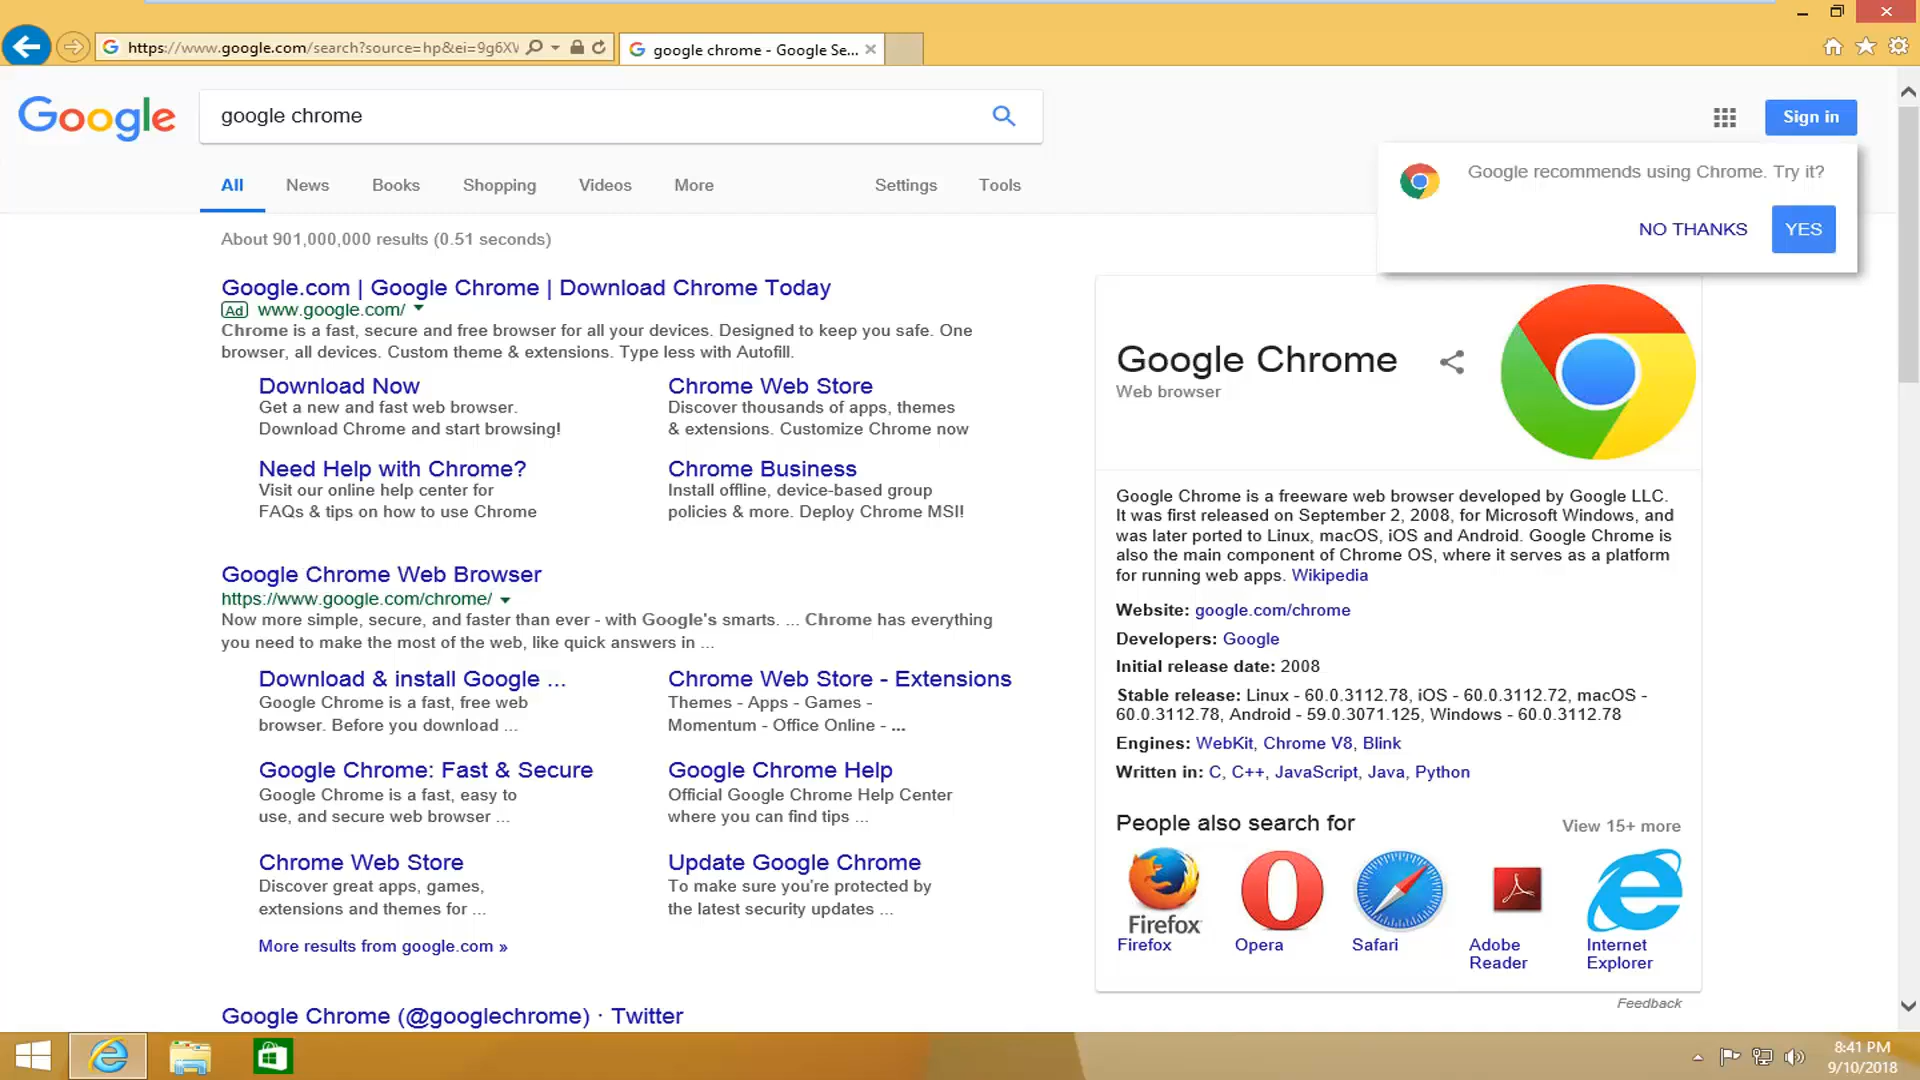 https://www.google.com/search?source=hp&ei=9g6XV
google chrome - Google Se...
Google
google chrome
Sign in
All
News
Books
Shopping
Videos
More
Settings
Tools
Google recommends using Chrome. Try it?
NO THANKS
YES
About 901,000,000 results (0.51 seconds)
Google.com | Google Chrome | Download Chrome Today
Ad www.google.com/
Chrome is a fast, secure and free browser for all your devices. Designed to keep you safe. One
browser, all devices. Custom theme & extensions. Type less with Autofill.
Download Now
Get a new and fast web browser.
Download Chrome and start browsing!
Chrome Web Store
Discover thousands of apps, themes
& extensions. Customize Chrome now
Need Help with Chrome?
Visit our online help center for
FAQs & tips on how to use Chrome
Chrome Business
Install offline, device-based group
policies & more. Deploy Chrome MSI!
Google Chrome Web Browser
https://www.google.com/chrome/
Now more simple, secure, and faster than ever - with Google's smarts. ... Chrome has everything
you need to make the most of the web, like quick answers in ...
Download & install Google ...
Google Chrome is a fast, free web
browser. Before you download ...
Chrome Web Store - Extensions
Themes - Apps - Games -
Momentum - Office Online - ...
Google Chrome: Fast & Secure
Google Chrome is a fast, easy to
use, and secure web browser ...
Google Chrome Help
Official Google Chrome Help Center
where you can find tips ...
Chrome Web Store
Discover great apps, games,
extensions and themes for ...
Update Google Chrome
To make sure you're protected by
the latest security updates ...
More results from google.com »
Google Chrome (@googlechrome) · Twitter
Google Chrome
Web browser
Google Chrome is a freeware web browser developed by Google LLC.
It was first released on September 2, 2008, for Microsoft Windows, and
was later ported to Linux, macOS, iOS and Android. Google Chrome is
also the main component of Chrome OS, where it serves as a platform
for running web apps. Wikipedia
Website: google.com/chrome
Developers: Google
Initial release date: 2008
Stable release: Linux - 60.0.3112.78, iOS - 60.0.3112.72, macOS -
60.0.3112.78, Android - 59.0.3071.125, Windows - 60.0.3112.78
Engines: WebKit, Chrome V8, Blink
Written in: C, C++, JavaScript, Java, Python
People also search for
View 15+ more
Firefox
Firefox
Opera
Safari
Adobe
Reader
Internet
Explorer
Feedback
8:41 PM
9/10/2018